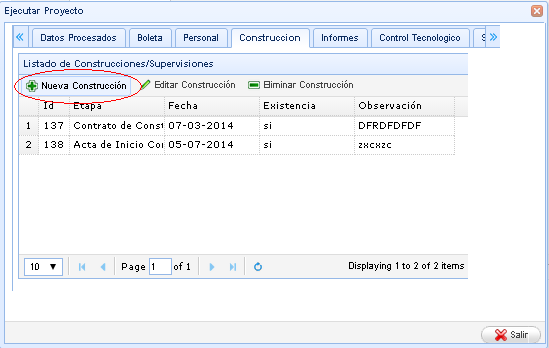 Ejecutar Proyecto
Datos Procesados Boleta Personal Construccion Informes Control Tecnologico
Listado de Construcciones/Supervisiones
Nueva Construcción Editar Construcción Eliminar Construcción
Id Etapa Fecha Existencia Observación
1 137 Contrato de Const 07-03-2014 si DFRDFDFDF
2 138 Acta de Inicio Con 05-07-2014 si zxcxzc
10 Page 1 of 1 Displaying 1 to 2 of 2 items
Salir